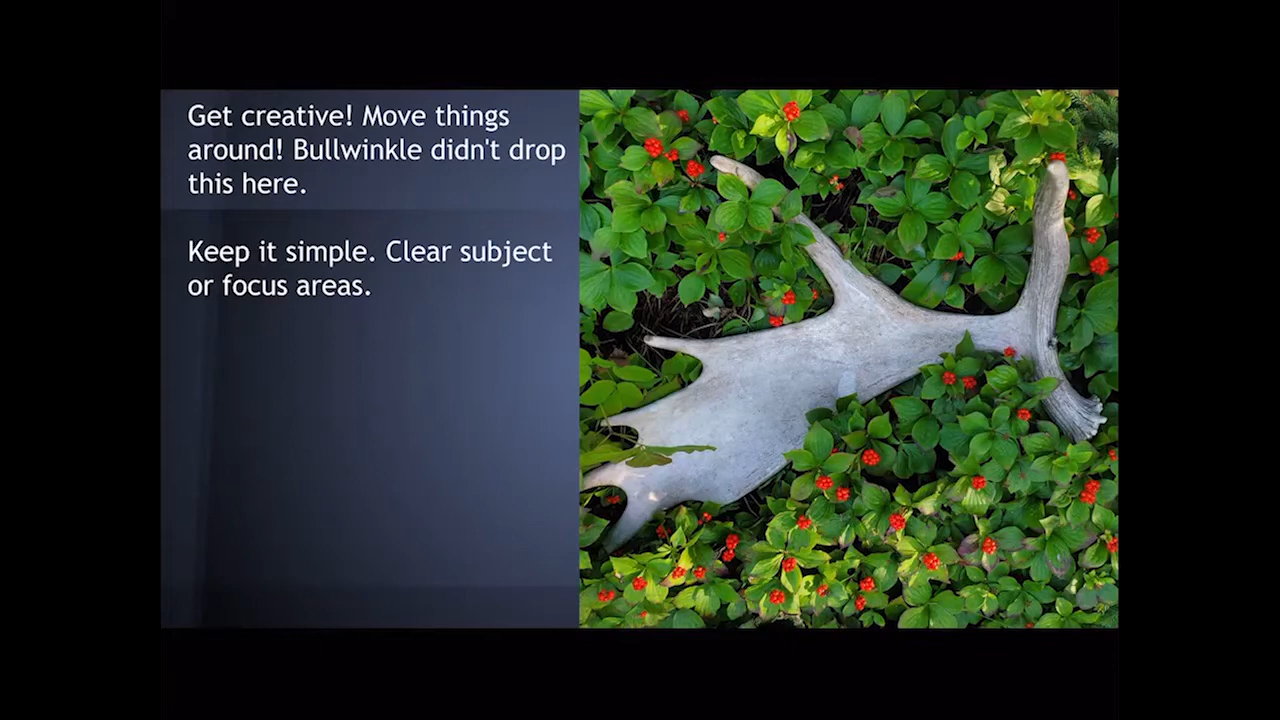 Get creative! Move things
around! Bullwinkle didn't drop
this here.
Keep it simple. Clear subject
or focus areas.